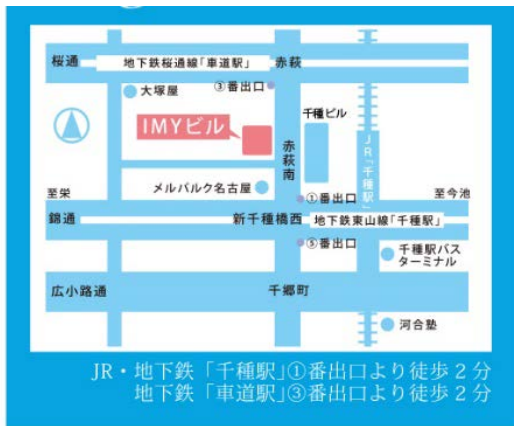 桜通
地下鉄桜通線「車道駅」
赤萩
大塚屋
③番出口
千種ビル
IMYビル
赤萩南
JR「千種駅」
メルパルク名古屋
①番出口
至栄
至今池
錦通
新千種橋西
地下鉄東山線「千種駅」
⑤番出口
千種駅バス
ターミナル
広小路通
千郷町
河合塾
JR・地下鉄「千種駅」①番出口より徒歩2分
地下鉄「車道駅」③番出口より徒歩2分